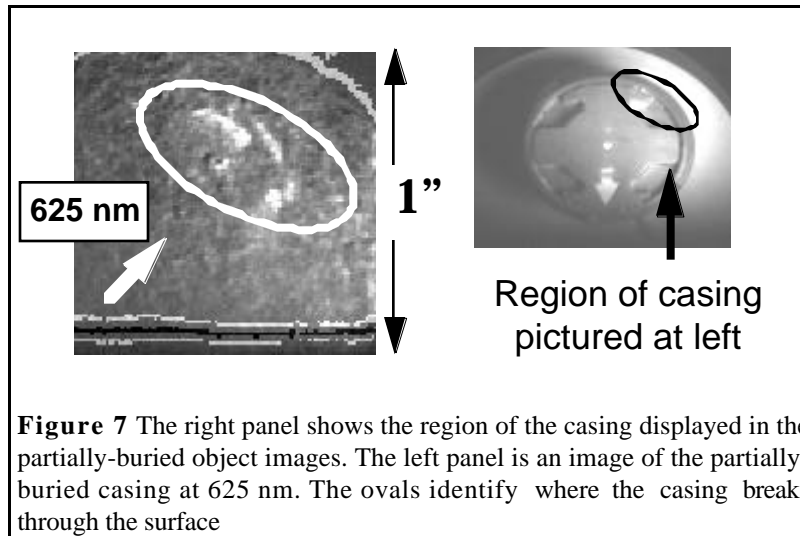 625 nm
1”
Region of casing
pictured at left
Figure 7 The right panel shows the region of the casing displayed in the
partially-buried object images. The left panel is an image of the partially
buried casing at 625 nm. The ovals identify where the casing break
through the surface